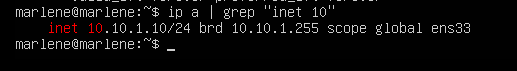 marlene@marlene:~$ ip a | grep "inet 10"
inet 10.10.1.10/24 brd 10.10.1.255 scope global ens33
marlene@marlene:~$ _